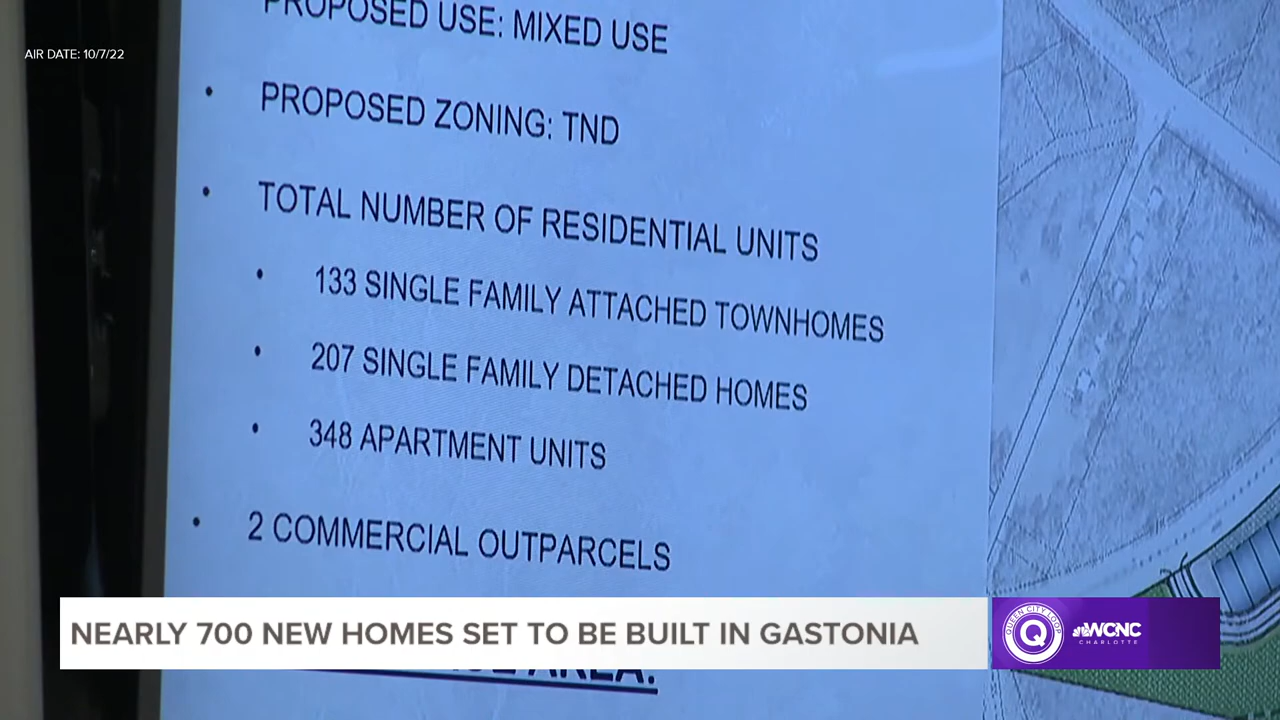 PROPOSED USE: MIXED USE
AIR DATE: 10/7/22
• PROPOSED ZONING: TND
• TOTAL NUMBER OF RESIDENTIAL UNITS
• 133 SINGLE FAMILY ATTACHED TOWNHOMES
• 207 SINGLE FAMILY DETACHED HOMES
• 348 APARTMENT UNITS
• 2 COMMERCIAL OUTPARCELS
NEARLY 700 NEW HOMES SET TO BE BUILT IN GASTONIA
QUEEN CITY LOOP
Q
WCNC
CHARLOTTE
AREA: